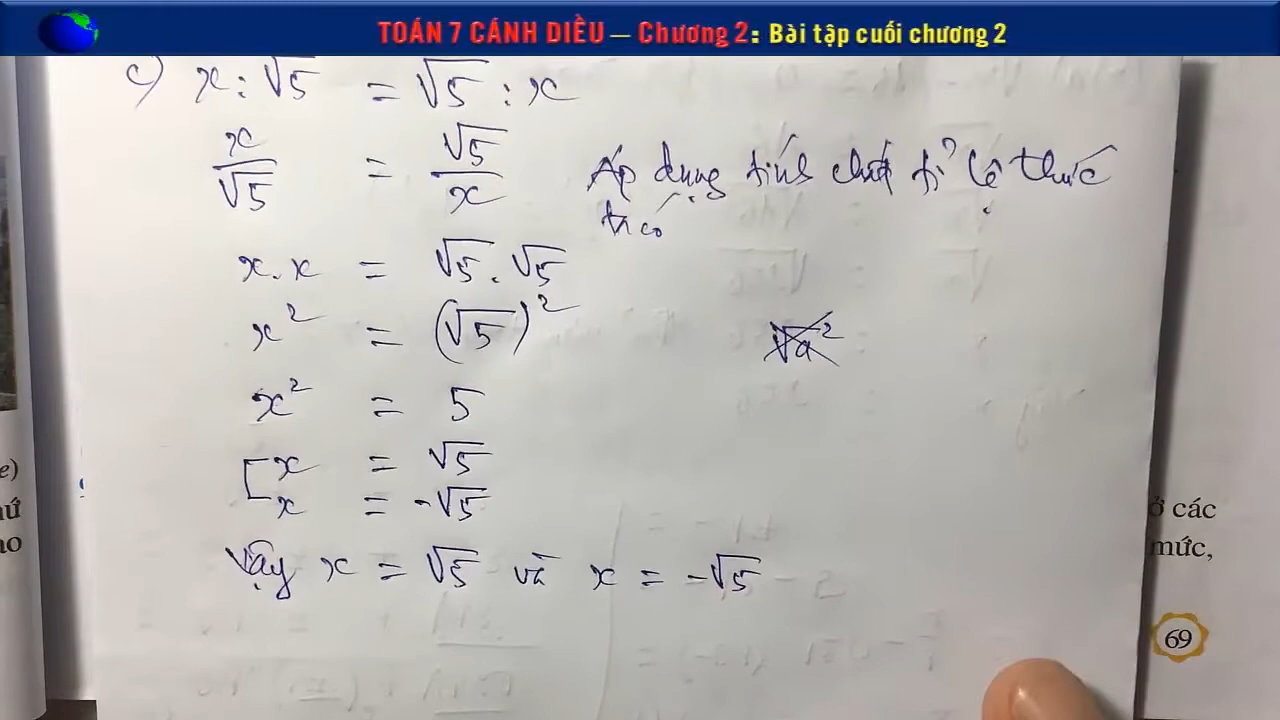 TOÁN 7 CÁNH DIỀU – Chương 2: Bài tập cuối chương 2
c) x : √5 = √5 : x
x/√5 = √5/x Áp dụng tính chất tỉ lệ thức
ta có
x.x = √5.√5
x² = (√5)²
x² = 5
[x = √5
x = -√5
Vậy x = √5 và x = -√5
e)
ở các
mức,
69